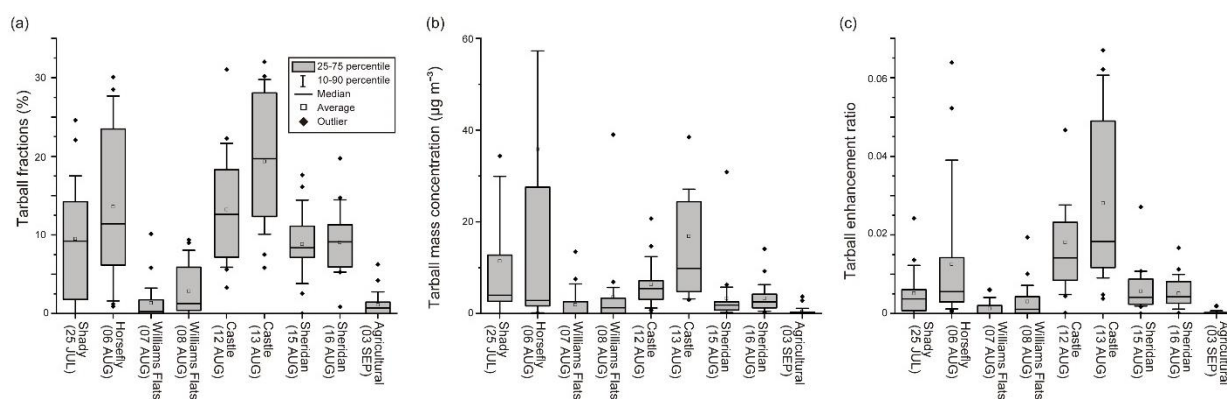 (a)
Tarball fractions (%)
30
20
10
0
25-75 percentile
10-90 percentile
Median
Average
Outlier
Shady
(25 JUL)
Horsefly
(06 AUG)
Williams Flats
(07 AUG)
Williams Flats
(08 AUG)
Castle
(12 AUG)
Castle
(13 AUG)
Sheridan
(15 AUG)
Sheridan
(16 AUG)
Agricultural
(03 SEP)
(b)
Tarball mass concentration (µg m⁻³)
60
40
20
0
Shady
(25 JUL)
Horsefly
(06 AUG)
Williams Flats
(07 AUG)
Williams Flats
(08 AUG)
Castle
(12 AUG)
Castle
(13 AUG)
Sheridan
(15 AUG)
Sheridan
(16 AUG)
Agricultural
(03 SEP)
(c)
Tarball enhancement ratio
0.06
0.04
0.02
0.00
Shady
(25 JUL)
Horsefly
(06 AUG)
Williams Flats
(07 AUG)
Williams Flats
(08 AUG)
Castle
(12 AUG)
Castle
(13 AUG)
Sheridan
(15 AUG)
Sheridan
(16 AUG)
Agricultural
(03 SEP)